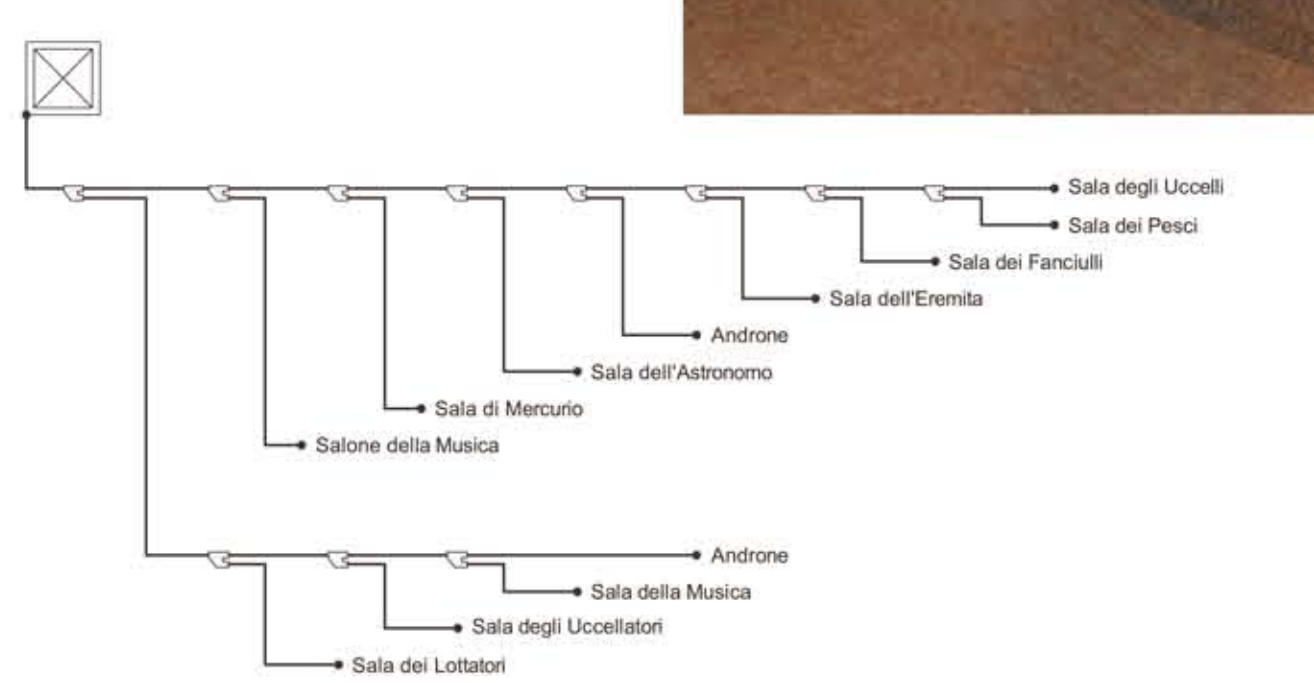 Sala degli Uccelli
Sala dei Pesci
Sala dei Fanciulli
Sala dell'Eremita
Androne
Sala dell'Astronomo
Sala di Mercurio
Salone della Musica
Androne
Sala della Musica
Sala degli Uccellatori
Sala dei Lottatori